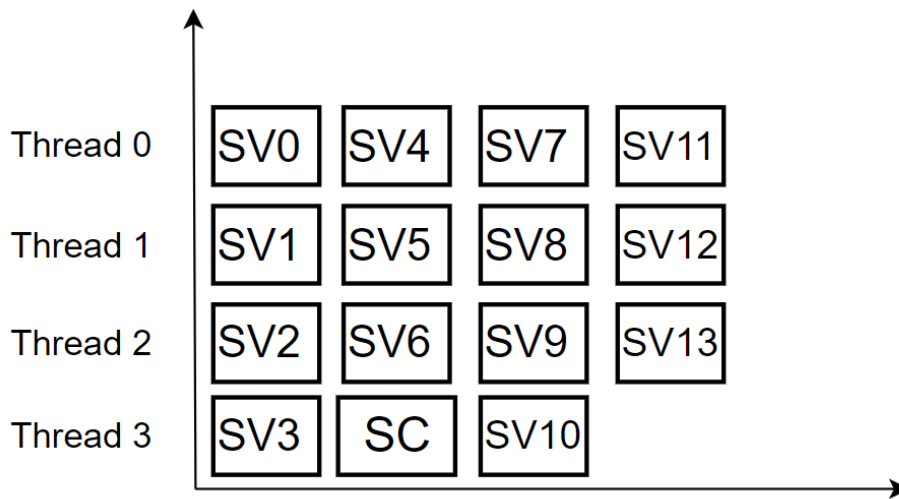 Thread 0 SV0 SV4 SV7 SV11
Thread 1 SV1 SV5 SV8 SV12
Thread 2 SV2 SV6 SV9 SV13
Thread 3 SV3 SC SV10